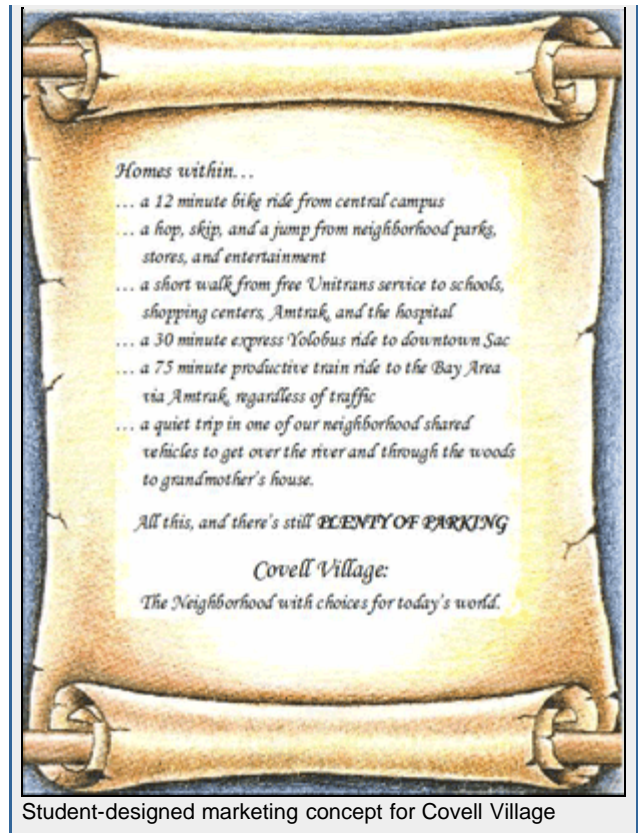 Homes within…
… a 12 minute bike ride from central campus
… a hop, skip, and a jump from neighborhood parks,
stores, and entertainment
… a short walk from free Unitrans service to schools,
shopping centers, Amtrak, and the hospital
… a 30 minute express Yolobus ride to downtown Sac
… a 75 minute productive train ride to the Bay Area
via Amtrak, regardless of traffic
… a quiet trip in one of our neighborhood shared
vehicles to get over the river and through the woods
to grandmother's house.
All this, and there's still PLENTY OF PARKING
Covell Village:
The Neighborhood with choices for today's world.
Student-designed marketing concept for Covell Village